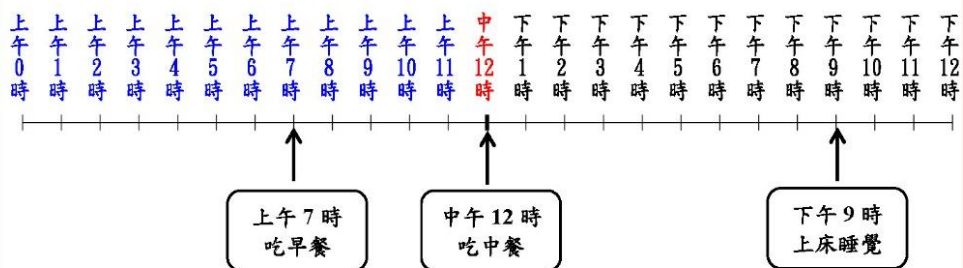 上午0時
上午1時
上午2時
上午3時
上午4時
上午5時
上午6時
上午7時
上午8時
上午9時
上午10時
上午11時
中午12時
下午1時
下午2時
下午3時
下午4時
下午5時
下午6時
下午7時
下午8時
下午9時
下午10時
下午11時
下午12時
上午 7 時
吃早餐
中午 12 時
吃中餐
下午 9 時
上床睡覺